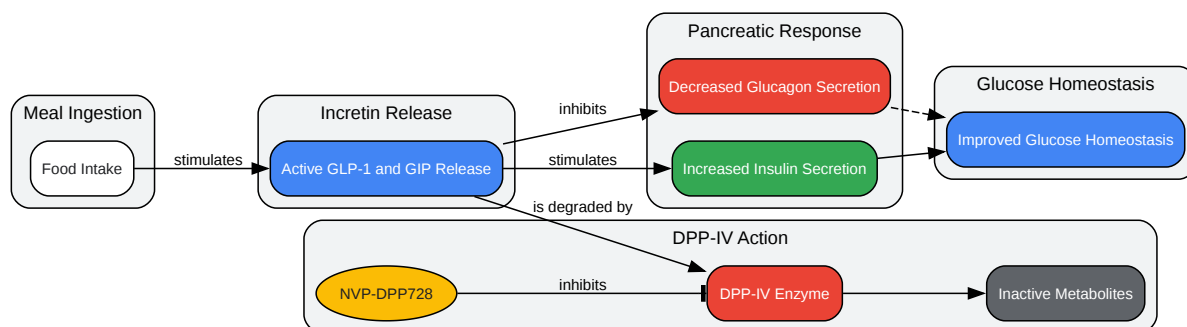 Pancreatic Response
Decreased Glucagon Secretion
Glucose Homeostasis
Meal Ingestion
Incretin Release
inhibits
Improved Glucose Homeostasis
Food Intake
stimulates
Active GLP-1 and GIP Release
stimulates
Increased Insulin Secretion
is degraded by
DPP-IV Action
NVP-DPP728
inhibits
DPP-IV Enzyme
Inactive Metabolites